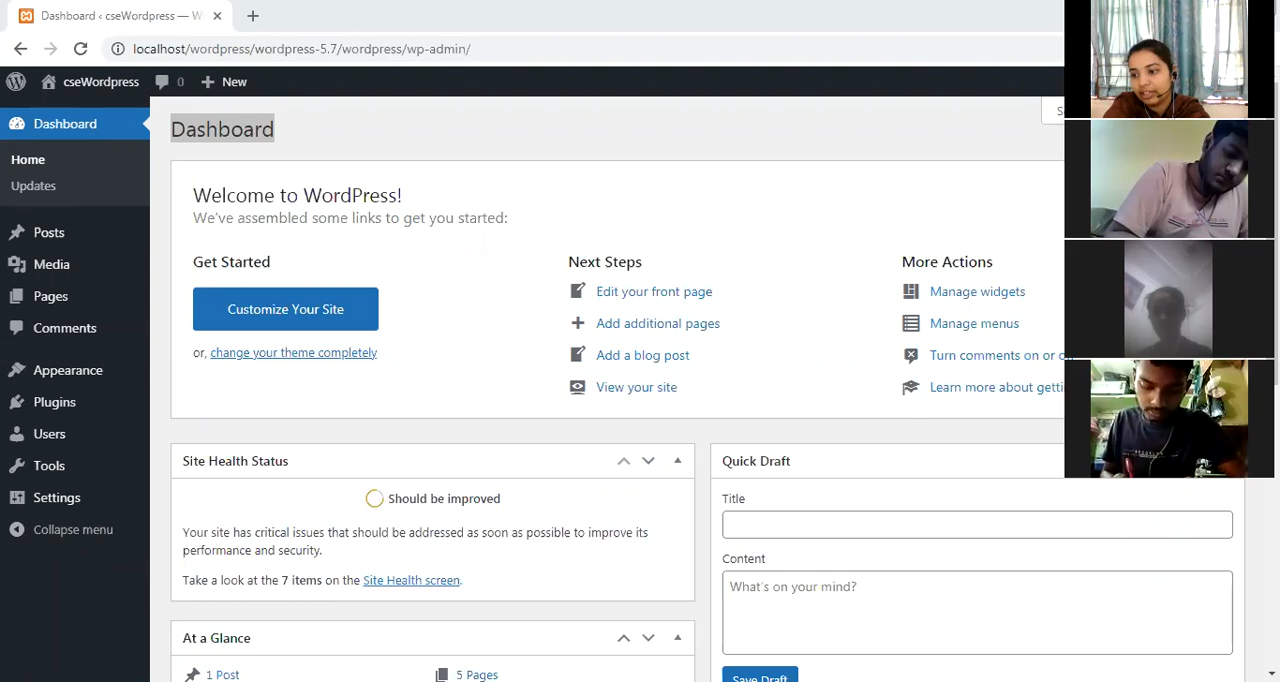 Dashboard ‹ cseWordpress — W
localhost/wordpress/wordpress-5.7/wordpress/wp-admin/
cseWordpress
0
New
Dashboard
Home
Updates
Posts
Media
Pages
Comments
Appearance
Plugins
Users
Tools
Settings
Collapse menu
Dashboard
S
Welcome to WordPress!
We've assembled some links to get you started:
Get Started
Customize Your Site
or, change your theme completely
Next Steps
Edit your front page
Add additional pages
Add a blog post
View your site
More Actions
Manage widgets
Manage menus
Turn comments on or o
Learn more about getti
Site Health Status
Should be improved
Your site has critical issues that should be addressed as soon as possible to improve its
performance and security.
Take a look at the 7 items on the Site Health screen.
At a Glance
1 Post
5 Pages
Quick Draft
Title
Content
What's on your mind?
Save Draft